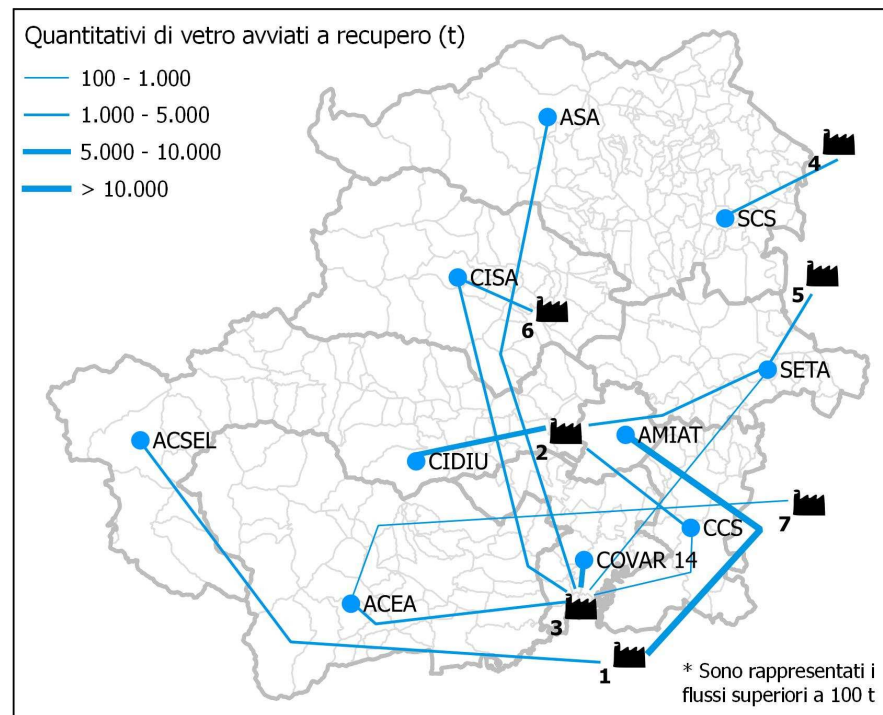 Quantitativi di vetro avviati a recupero (t)
100 - 1.000
1.000 - 5.000
5.000 - 10.000
> 10.000
ASA
4
SCS
CISA
6
5
SETA
ACSEL
2
CIDIU
AMIAT
7
CCS
COVAR 14
ACEA
3
1
* Sono rappresentati i
flussi superiori a 100 t